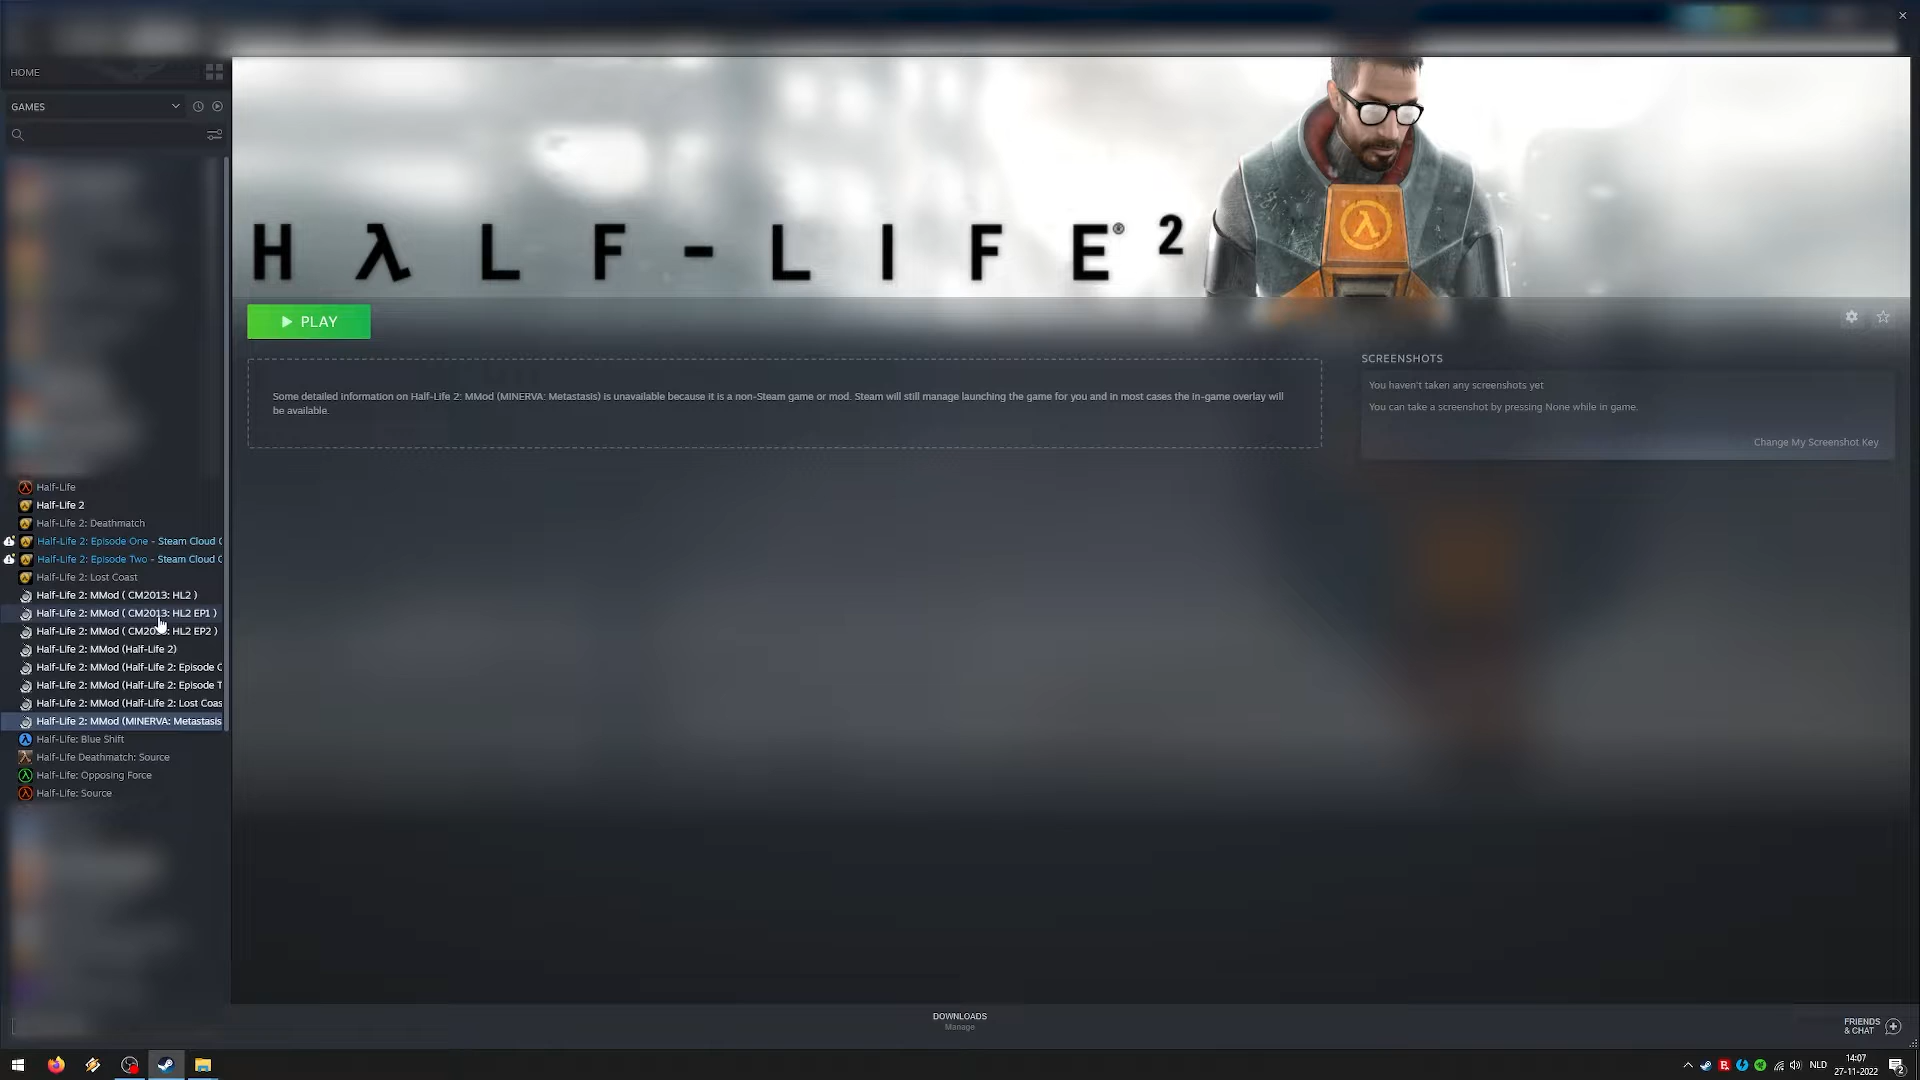 HOME
GAMES
HλLF-LIFE® 2
PLAY
Some detailed information on Half-Life 2: MMod (MINERVA: Metastasis) is unavailable because it is a non-Steam game or mod. Steam will still manage launching the game for you and in most cases the in-game overlay will
be available.
SCREENSHOTS
You haven't taken any screenshots yet
You can take a screenshot by pressing None while in game.
Change My Screenshot Key
Half-Life
Half-Life 2
Half-Life 2: Deathmatch
Half-Life 2: Episode One - Steam Cloud
Half-Life 2: Episode Two - Steam Cloud
Half-Life 2: Lost Coast
Half-Life 2: MMod ( CM2013: HL2 )
Half-Life 2: MMod ( CM2013: HL2 EP1 )
Half-Life 2: MMod ( CM2013: HL2 EP2 )
Half-Life 2: MMod (Half-Life 2)
Half-Life 2: MMod (Half-Life 2: Episode
Half-Life 2: MMod (Half-Life 2: Episode T
Half-Life 2: MMod (Half-Life 2: Lost Coas
Half-Life 2: MMod (MINERVA: Metastasis
Half-Life: Blue Shift
Half-Life Deathmatch: Source
Half-Life: Opposing Force
Half-Life: Source
DOWNLOADS
Manage
FRIENDS
& CHAT
NLD
14:07
27-11-2022
2